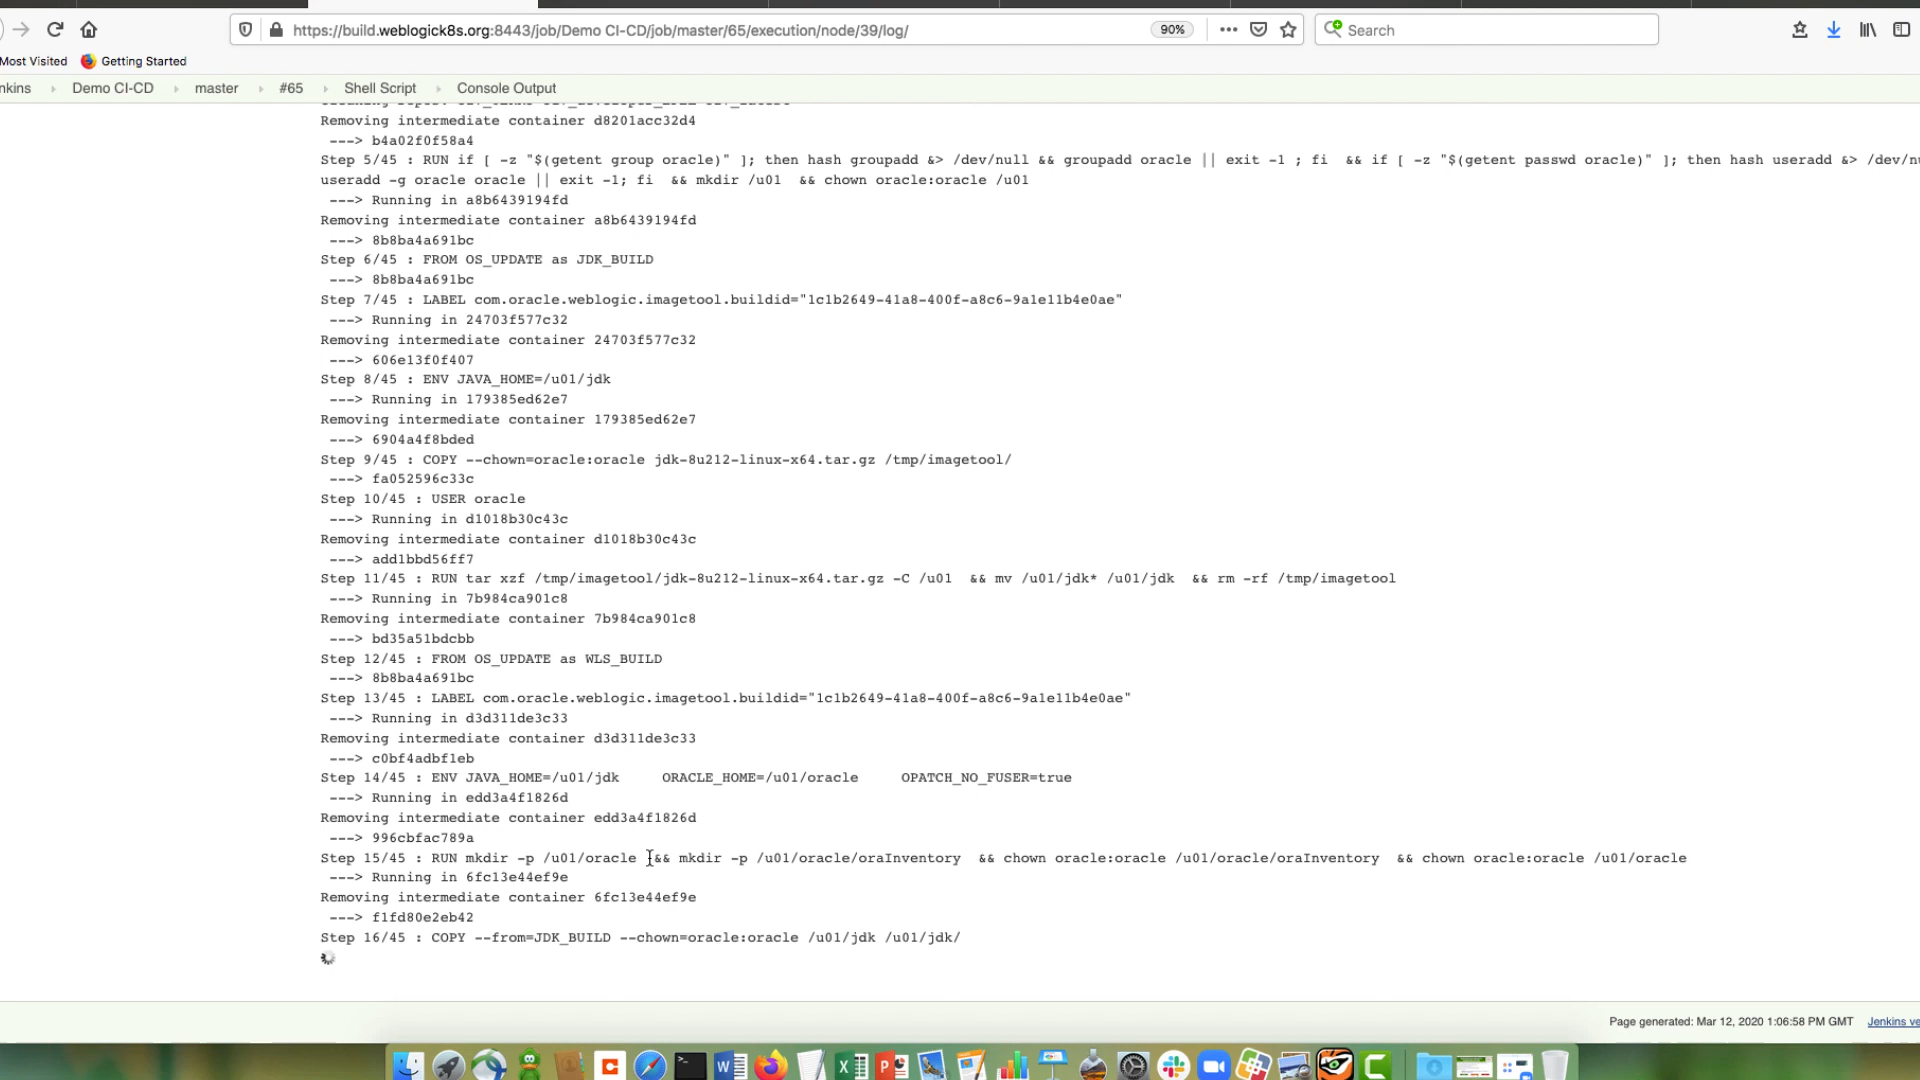 https://build.weblogick8s.org:8443/job/Demo CI-CD/job/master/65/execution/node/39/log/
90%
Search
Most Visited
Getting Started
nkins
Demo CI-CD
master
#65
Shell Script
Console Output
Removing intermediate container d8201acc32d4
---> b4a02f0f58a4
Step 5/45 : RUN if [ -z "$(getent group oracle)" ]; then hash groupadd &> /dev/null && groupadd oracle || exit -1 ; fi && if [ -z "$(getent passwd oracle)" ]; then hash useradd &> /dev/nu
useradd -g oracle oracle || exit -1; fi && mkdir /u01 && chown oracle:oracle /u01
---> Running in a8b6439194fd
Removing intermediate container a8b6439194fd
---> 8b8ba4a691bc
Step 6/45 : FROM OS_UPDATE as JDK_BUILD
---> 8b8ba4a691bc
Step 7/45 : LABEL com.oracle.weblogic.imagetool.buildid="1c1b2649-41a8-400f-a8c6-9a1e11b4e0ae"
---> Running in 24703f577c32
Removing intermediate container 24703f577c32
---> 606e13f0f407
Step 8/45 : ENV JAVA_HOME=/u01/jdk
---> Running in 179385ed62e7
Removing intermediate container 179385ed62e7
---> 6904a4f8bded
Step 9/45 : COPY --chown=oracle:oracle jdk-8u212-linux-x64.tar.gz /tmp/imagetool/
---> fa052596c33c
Step 10/45 : USER oracle
---> Running in d1018b30c43c
Removing intermediate container d1018b30c43c
---> add1bbd56ff7
Step 11/45 : RUN tar xzf /tmp/imagetool/jdk-8u212-linux-x64.tar.gz -C /u01 && mv /u01/jdk* /u01/jdk && rm -rf /tmp/imagetool
---> Running in 7b984ca901c8
Removing intermediate container 7b984ca901c8
---> bd35a51bdcbb
Step 12/45 : FROM OS_UPDATE as WLS_BUILD
---> 8b8ba4a691bc
Step 13/45 : LABEL com.oracle.weblogic.imagetool.buildid="1c1b2649-41a8-400f-a8c6-9a1e11b4e0ae"
---> Running in d3d311de3c33
Removing intermediate container d3d311de3c33
---> c0bf4adbf1eb
Step 14/45 : ENV JAVA_HOME=/u01/jdk ORACLE_HOME=/u01/oracle OPATCH_NO_FUSER=true
---> Running in edd3a4f1826d
Removing intermediate container edd3a4f1826d
---> 996cbfac789a
Step 15/45 : RUN mkdir -p /u01/oracle && mkdir -p /u01/oracle/oraInventory && chown oracle:oracle /u01/oracle/oraInventory && chown oracle:oracle /u01/oracle
---> Running in 6fc13e44ef9e
Removing intermediate container 6fc13e44ef9e
---> f1fd80e2eb42
Step 16/45 : COPY --from=JDK_BUILD --chown=oracle:oracle /u01/jdk /u01/jdk/
Page generated: Mar 12, 2020 1:06:58 PM GMT
Jenkins ve